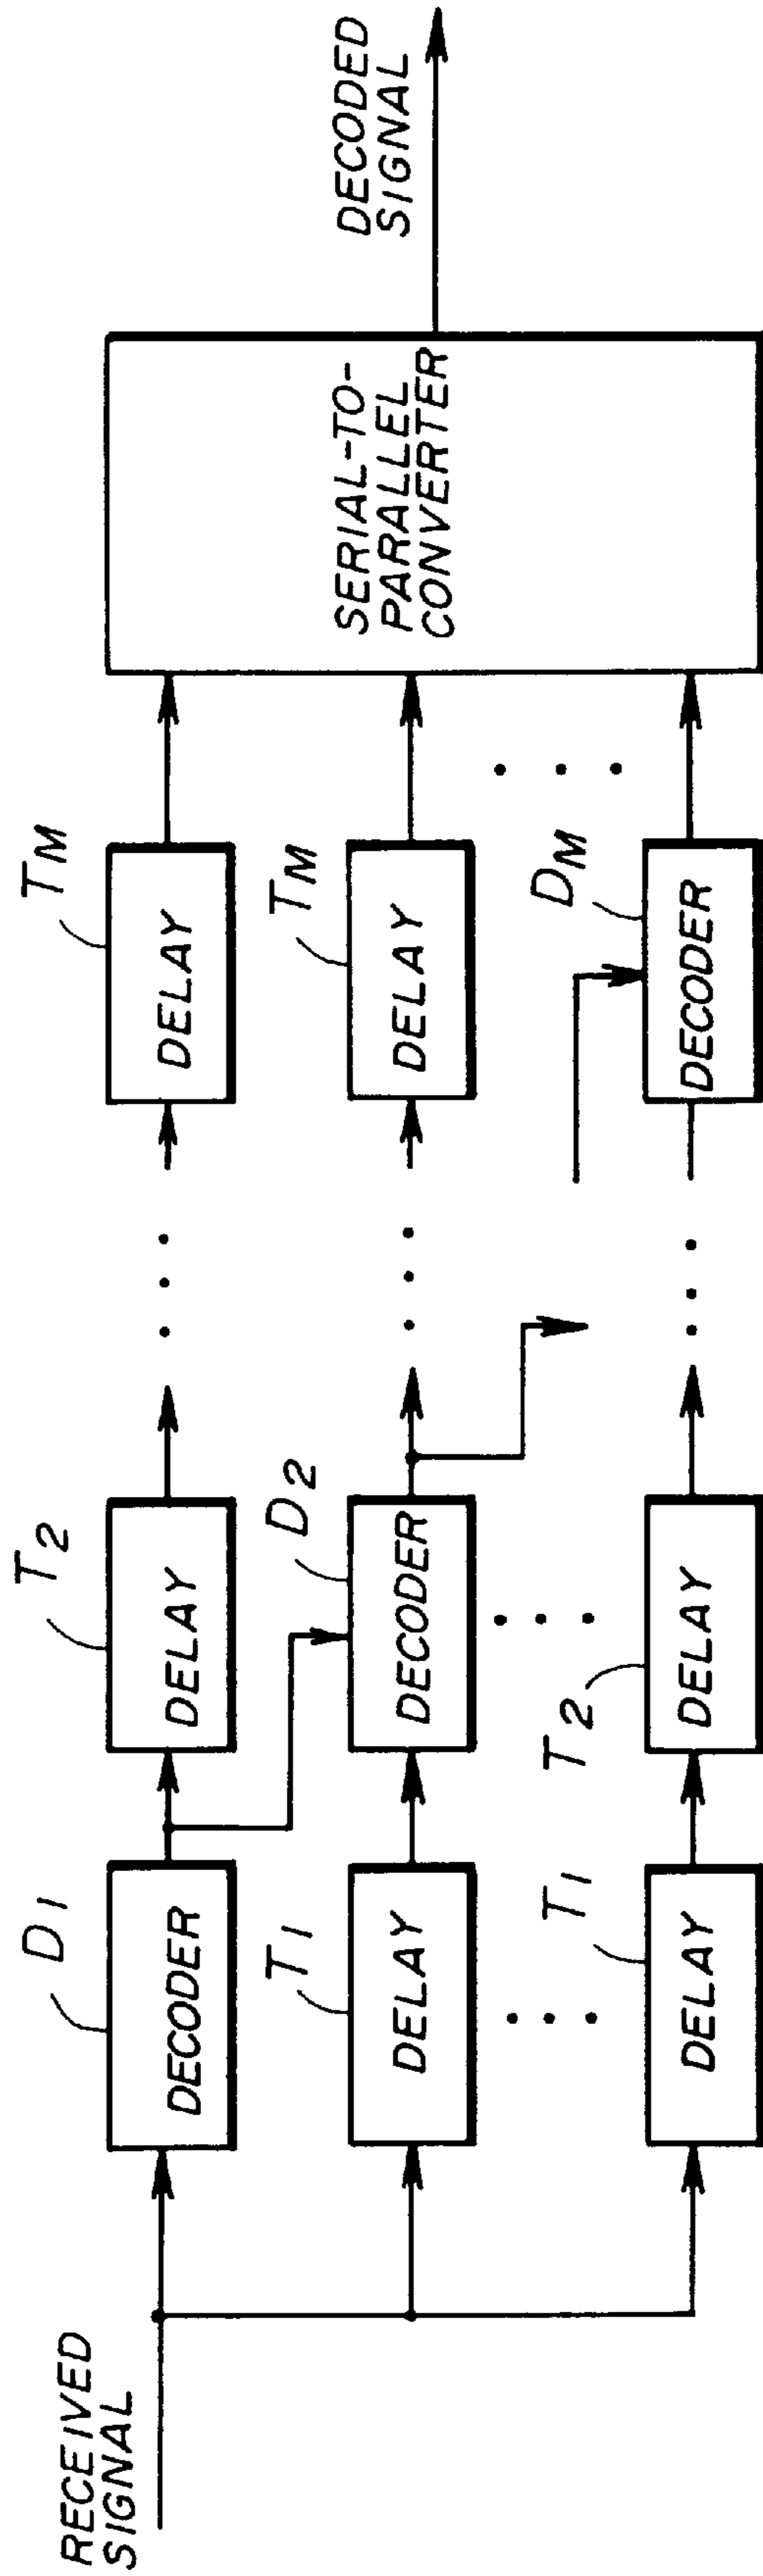 RECEIVED
SIGNAL
D1
DECODER
T2
DELAY
TM
DELAY
T1
DELAY
D2
DECODER
TM
DELAY
T1
DELAY
T2
DELAY
DM
DECODER
SERIAL-TO-
PARALLEL
CONVERTER
DECODED
SIGNAL